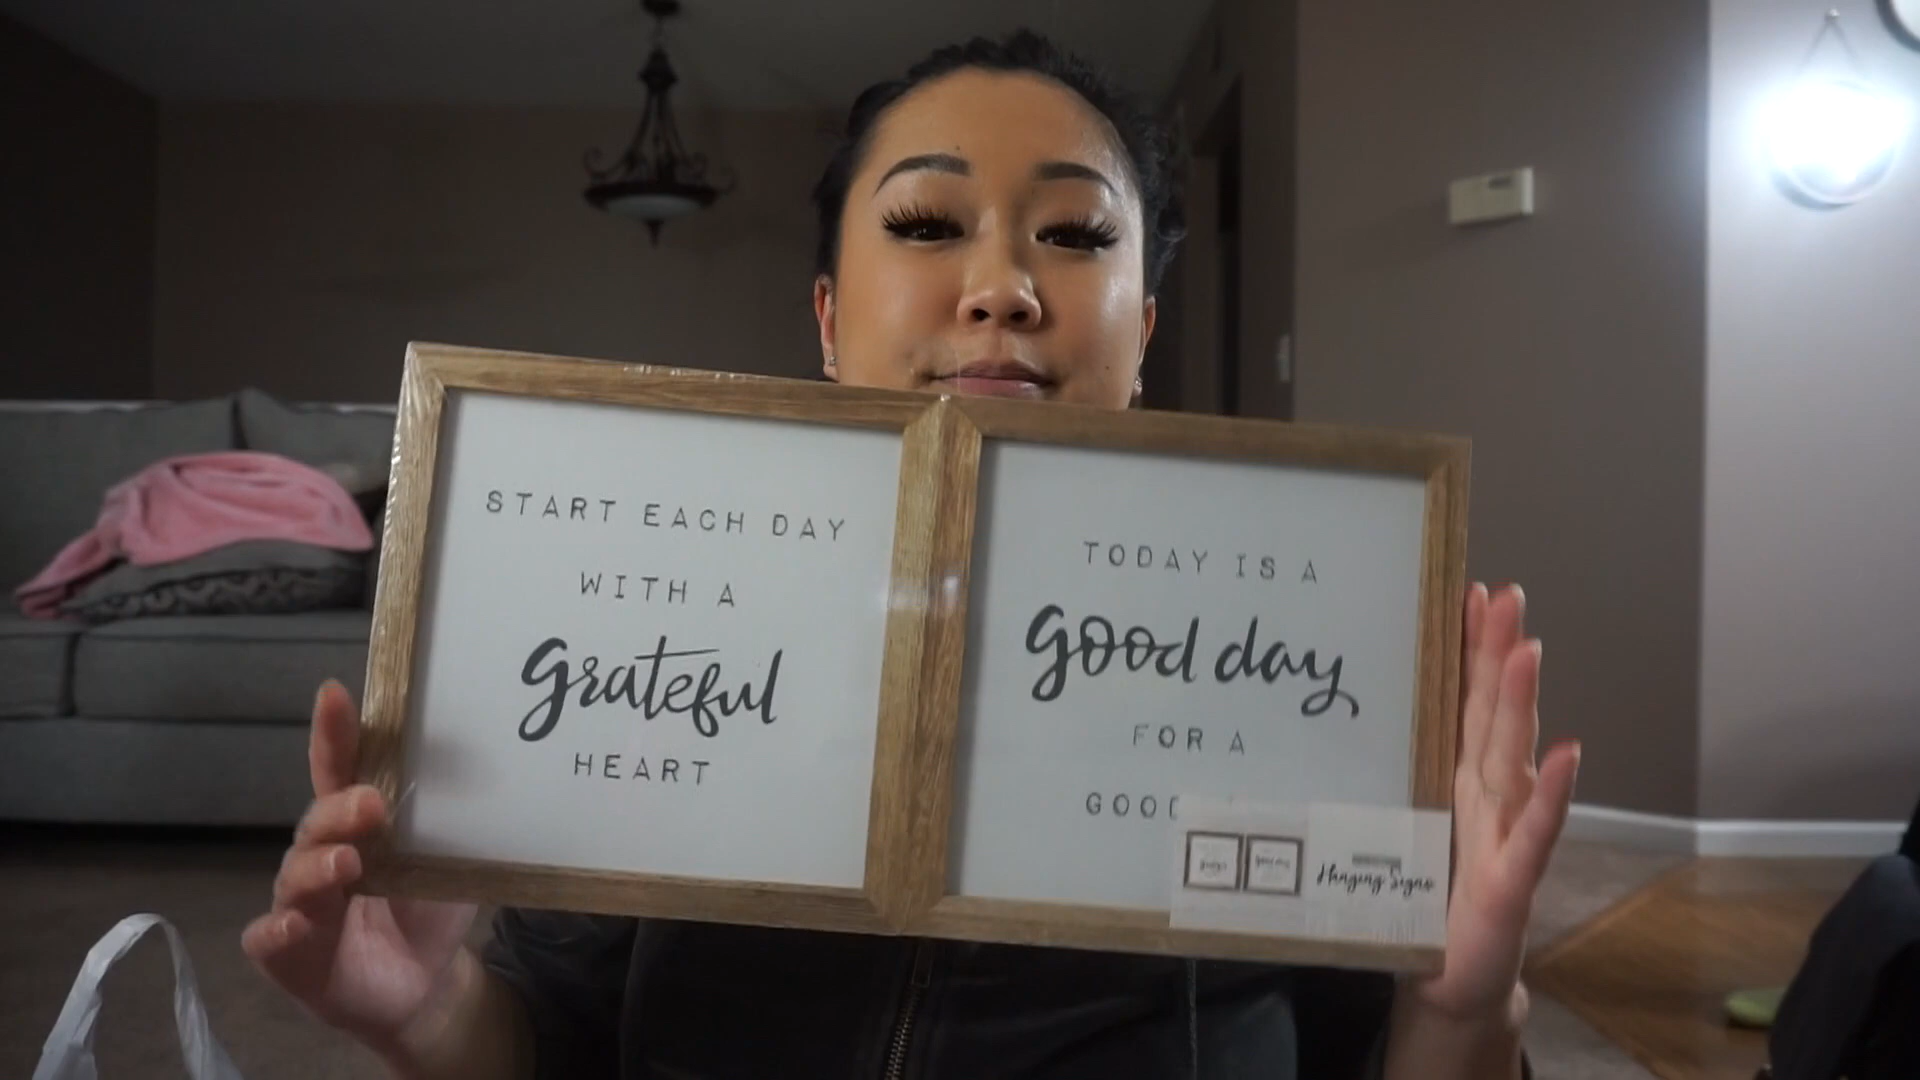 START EACH DAY
WITH A
grateful
HEART
TODAY IS A
good day
FOR A
Hanging Signs